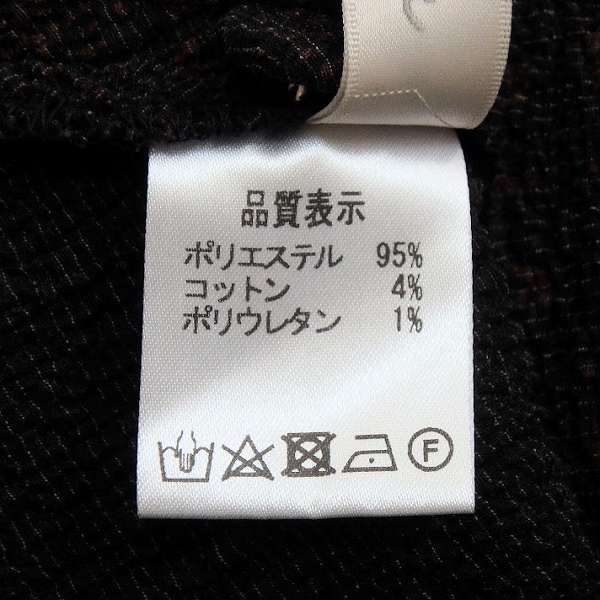 品質表示
ポリエステル 95%
コットン 4%
ポリウレタン 1%
F